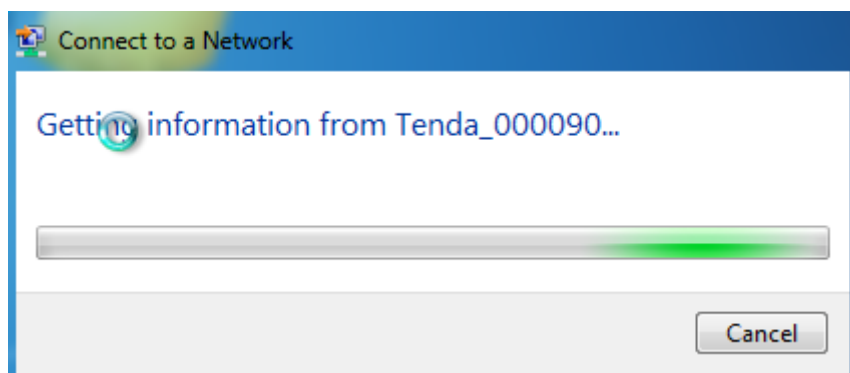 Connect to a Network
Getting information from Tenda_000090...
Cancel